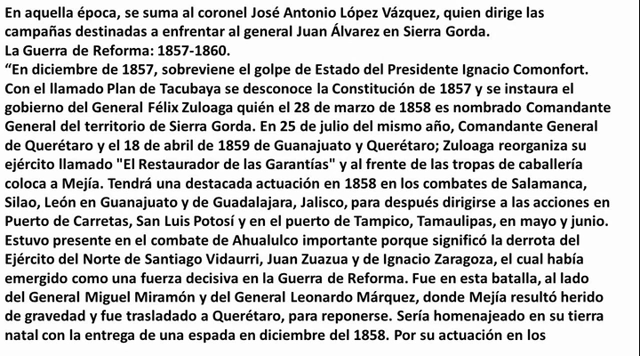 En aquella época, se suma al coronel José Antonio López Vázquez, quien dirige las
campañas destinadas a enfrentar al general Juan Álvarez en Sierra Gorda.
La Guerra de Reforma: 1857-1860.
“En diciembre de 1857, sobreviene el golpe de Estado del Presidente Ignacio Comonfort.
Con el llamado Plan de Tacubaya se desconoce la Constitución de 1857 y se instaura el
gobierno del General Félix Zuloaga quién el 28 de marzo de 1858 es nombrado Comandante
General del territorio de Sierra Gorda. En 25 de julio del mismo año, Comandante General
de Querétaro y el 18 de abril de 1859 de Guanajuato y Querétaro; Zuloaga reorganiza su
ejército llamado "El Restaurador de las Garantías" y al frente de las tropas de caballería
coloca a Mejía. Tendrá una destacada actuación en 1858 en los combates de Salamanca,
Silao, León en Guanajuato y de Guadalajara, Jalisco, para después dirigirse a las acciones en
Puerto de Carretas, San Luis Potosí y en el puerto de Tampico, Tamaulipas, en mayo y junio.
Estuvo presente en el combate de Ahualulco importante porque significó la derrota del
Ejército del Norte de Santiago Vidaurri, Juan Zuazua y de Ignacio Zaragoza, el cual había
emergido como una fuerza decisiva en la Guerra de Reforma. Fue en esta batalla, al lado
del General Miguel Miramón y del General Leonardo Márquez, donde Mejía resultó herido
de gravedad y fue trasladado a Querétaro, para reponerse. Sería homenajeado en su tierra
natal con la entrega de una espada en diciembre del 1858. Por su actuación en los